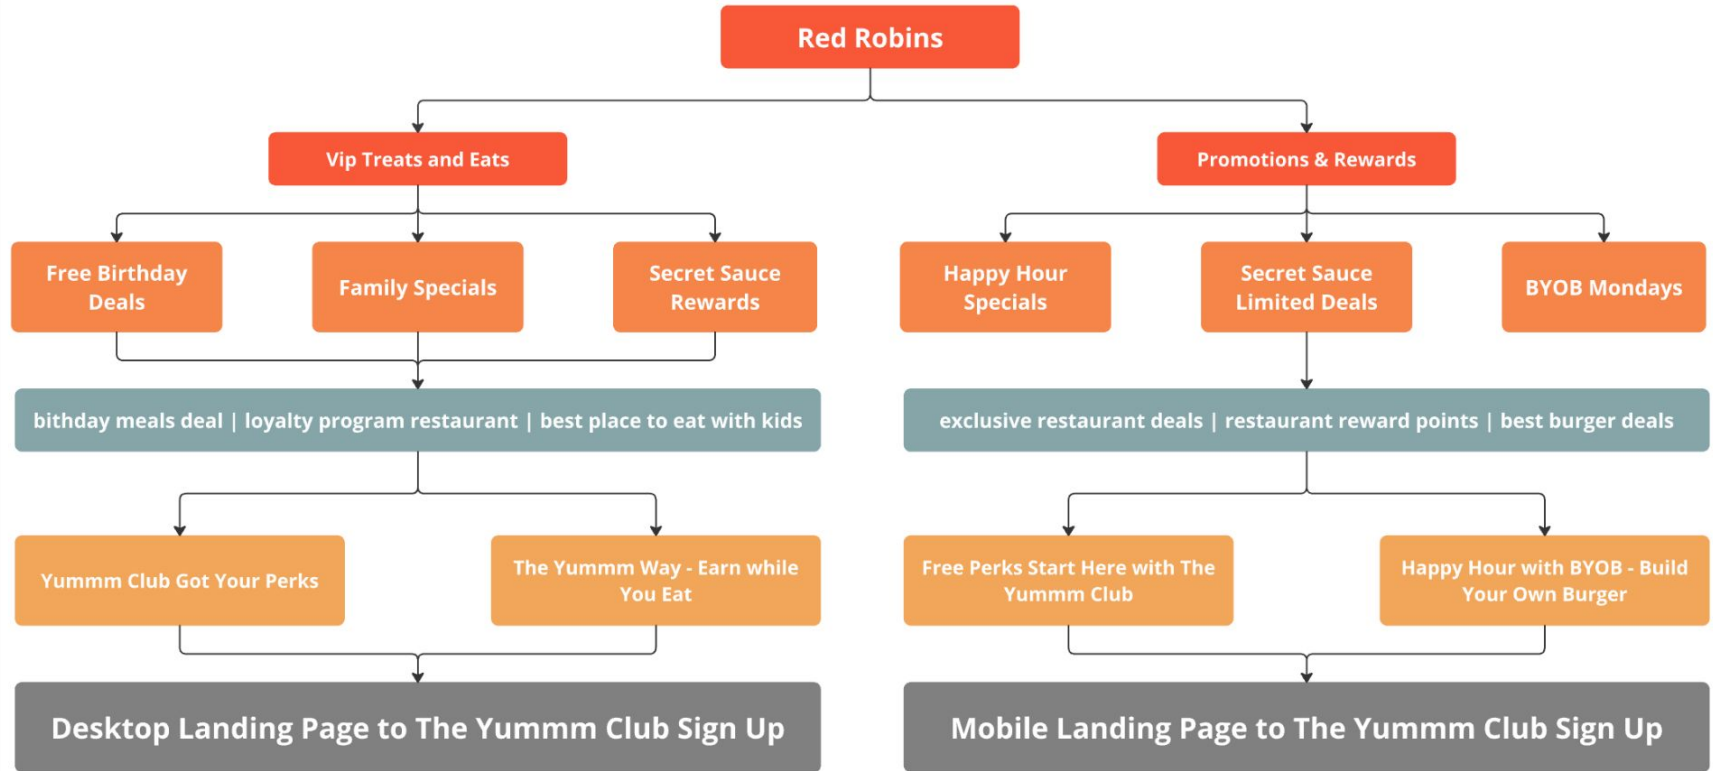 Red Robins
Vip Treats and Eats
Promotions & Rewards
Free Birthday
Deals
Family Specials
Secret Sauce
Rewards
Happy Hour
Specials
Secret Sauce
Limited Deals
BYOB Mondays
bithday meals deal | loyalty program restaurant | best place to eat with kids
exclusive restaurant deals | restaurant reward points | best burger deals
Yummm Club Got Your Perks
The Yummm Way - Earn while
You Eat
Free Perks Start Here with The
Yummm Club
Happy Hour with BYOB - Build
Your Own Burger
Desktop Landing Page to The Yummm Club Sign Up
Mobile Landing Page to The Yummm Club Sign Up